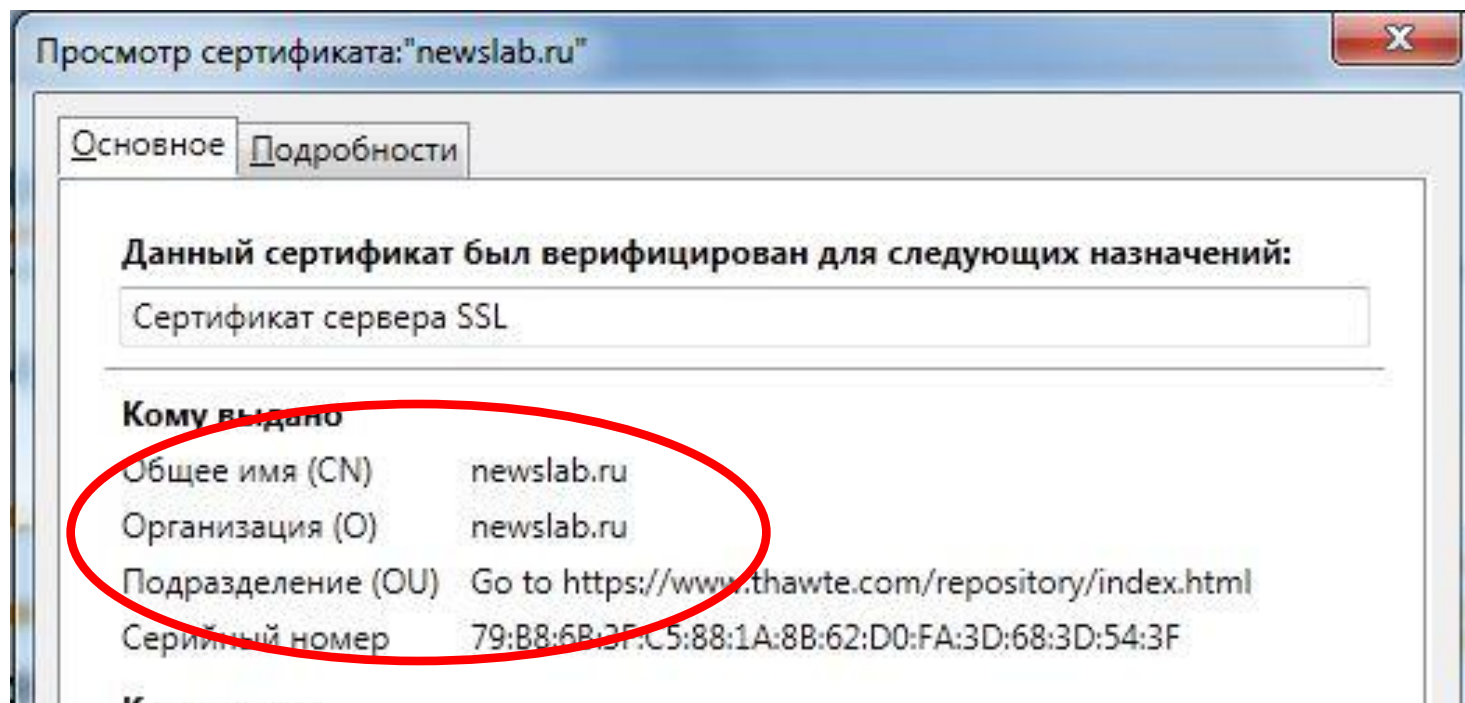 Просмотр сертификата:"newslab.ru"
Основное Подробности
Данный сертификат был верифицирован для следующих назначений:
Сертификат сервера SSL
Кому выдано
Общее имя (CN) newslab.ru
Организация (O) newslab.ru
Подразделение (OU) Go to https://www.thawte.com/repository/index.html
Серийный номер 79:B8:6B:3F:C5:88:1A:8B:62:D0:FA:3D:68:3D:54:3F